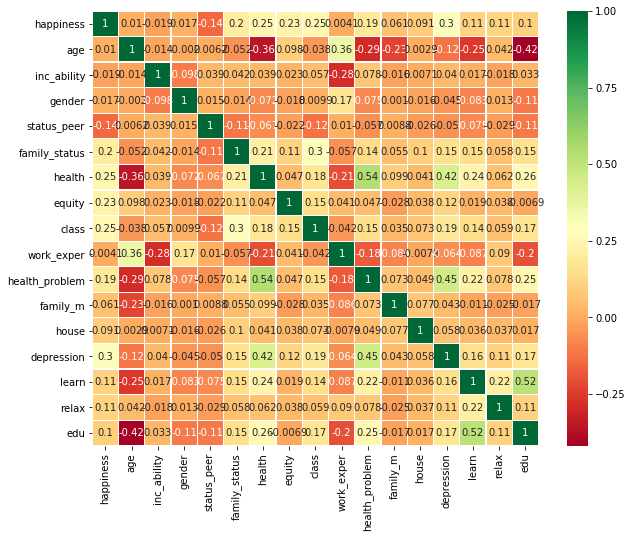 happiness 1 0.01 -0.019 0.017 -0.14 0.2 0.25 0.23 0.25 0.0041 0.19 0.061 0.091 0.3 0.11 0.11 0.1
age 0.01 1 -0.014 0.002 0.0062 -0.052 -0.36 0.098 -0.038 0.36 -0.29 -0.23 0.0029 -0.12 -0.25 0.042 -0.42
inc_ability -0.019 -0.014 1 -0.098 0.039 0.042 0.039 0.023 0.057 -0.28 0.078 -0.016 0.0071 0.04 0.017 -0.018 0.033
gender 0.017 0.002 -0.098 1 0.015 -0.014 -0.072 -0.018 0.0099 0.17 -0.075 0.001 -0.016 -0.045 -0.083 0.013 -0.11
status_peer -0.14 0.0062 0.039 0.015 1 -0.11 -0.067 -0.022 -0.12 0.01 -0.057 0.0088 -0.026 -0.05 -0.075 -0.029 -0.11
family_status 0.2 -0.052 0.042 -0.014 -0.11 1 0.21 0.11 0.3 -0.057 0.14 0.055 0.1 0.15 0.15 0.058 0.15
health 0.25 -0.36 0.039 -0.072 -0.067 0.21 1 0.047 0.18 -0.21 0.54 0.099 0.041 0.42 0.24 0.062 0.26
equity 0.23 0.098 0.023 -0.018 -0.022 0.11 0.047 1 0.15 0.041 0.047 -0.028 0.038 0.12 0.019 0.038 0.0069
class 0.25 -0.038 0.057 0.0099 -0.12 0.3 0.18 0.15 1 -0.042 0.15 0.035 0.073 0.19 0.14 0.059 0.17
work_exper 0.0041 0.36 -0.28 0.17 0.01 -0.057 -0.21 0.041 -0.042 1 -0.18 -0.086 -0.0079 -0.064 -0.087 0.09 -0.2
health_problem 0.19 -0.29 0.078 -0.075 -0.057 0.14 0.54 0.047 0.15 -0.18 1 0.073 0.049 0.45 0.22 0.078 0.25
family_m 0.061 -0.23 -0.016 0.001 0.0088 0.055 0.099 -0.028 0.035 -0.086 0.073 1 0.077 0.043 -0.011 -0.025 -0.017
house 0.091 0.0029 0.0071 -0.016 -0.026 0.1 0.041 0.038 0.073 -0.0079 0.049 0.077 1 0.058 0.036 0.037 0.017
depression 0.3 -0.12 0.04 -0.045 -0.05 0.15 0.42 0.12 0.19 -0.064 0.45 0.043 0.058 1 0.16 0.11 0.17
learn 0.11 -0.25 0.017 -0.083 -0.075 0.15 0.24 0.019 0.14 -0.087 0.22 -0.011 0.036 0.16 1 0.22 0.52
relax 0.11 0.042 -0.018 0.013 -0.029 0.058 0.062 0.038 0.059 0.09 0.078 -0.025 0.037 0.11 0.22 1 0.11
edu 0.1 -0.42 0.033 -0.11 -0.11 0.15 0.26 0.0069 0.17 -0.2 0.25 -0.017 0.017 0.17 0.52 0.11 1
happiness age inc_ability gender status_peer family_status health equity class work_exper health_problem family_m house depression learn relax edu
1.00
0.75
0.50
0.25
0.00
−0.25